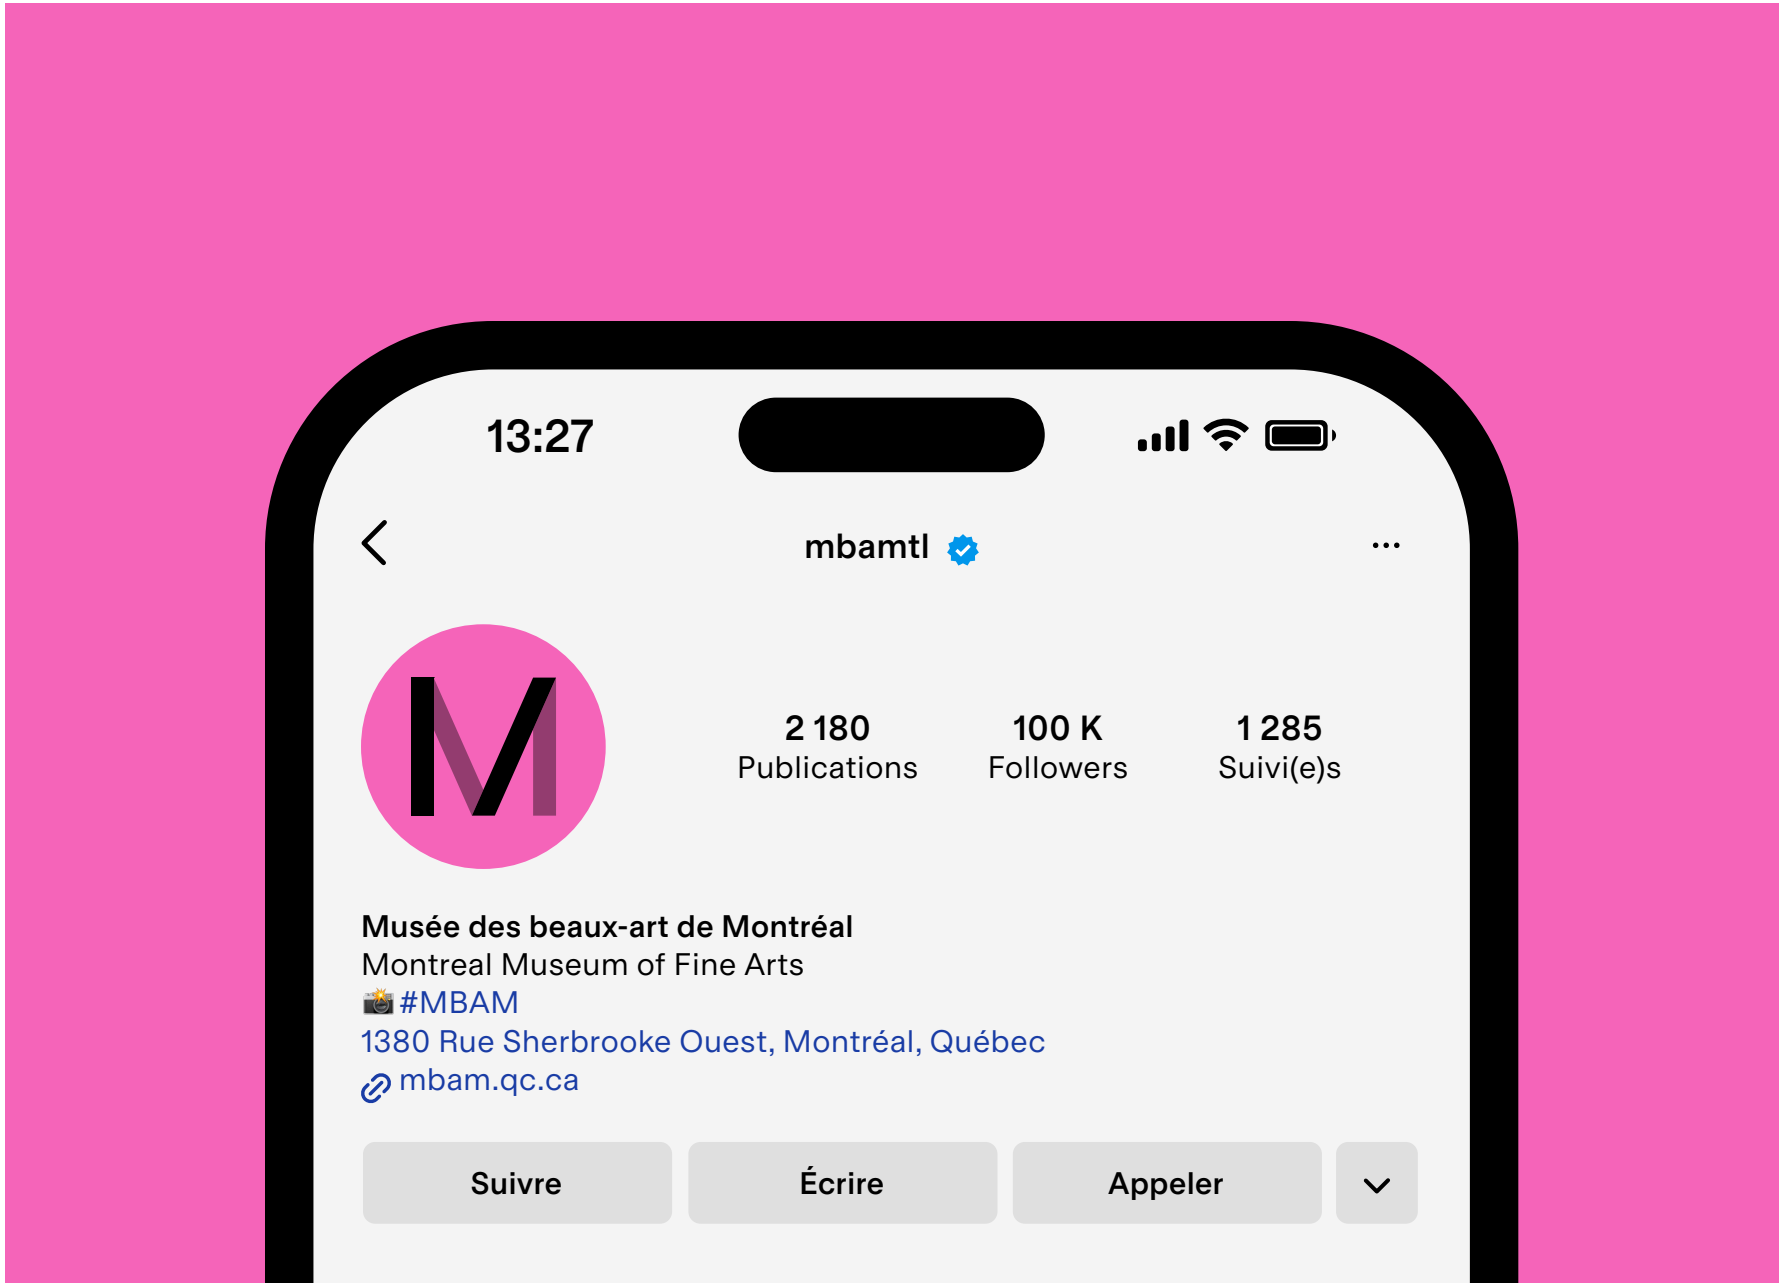 13:27
mbamtl
M
2 180 100 K 1 285
Publications Followers Suivi(e)s
Musée des beaux-art de Montréal
Montreal Museum of Fine Arts
📸 #MBAM
1380 Rue Sherbrooke Ouest, Montréal, Québec
mbam.qc.ca
Suivre Écrire Appeler